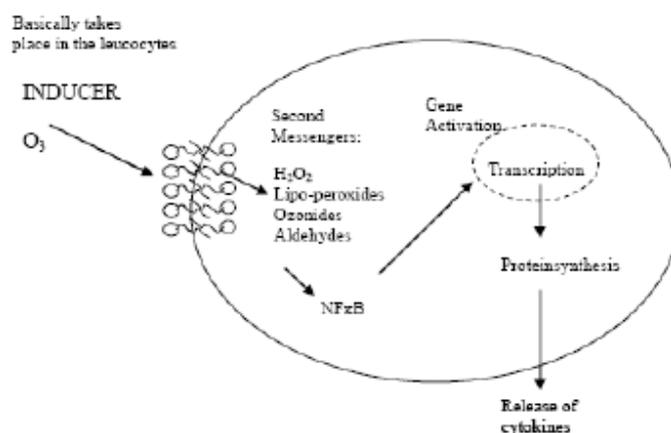 Basically takes
place in the leucocytes
INDUCER
O₃
Second
Messengers:
H₂O₂
Lipo-peroxides
Ozonides
Aldehydes
NFxB
Gene
Activation
Transcription
Proteinsynthesis
Release of
cytokines